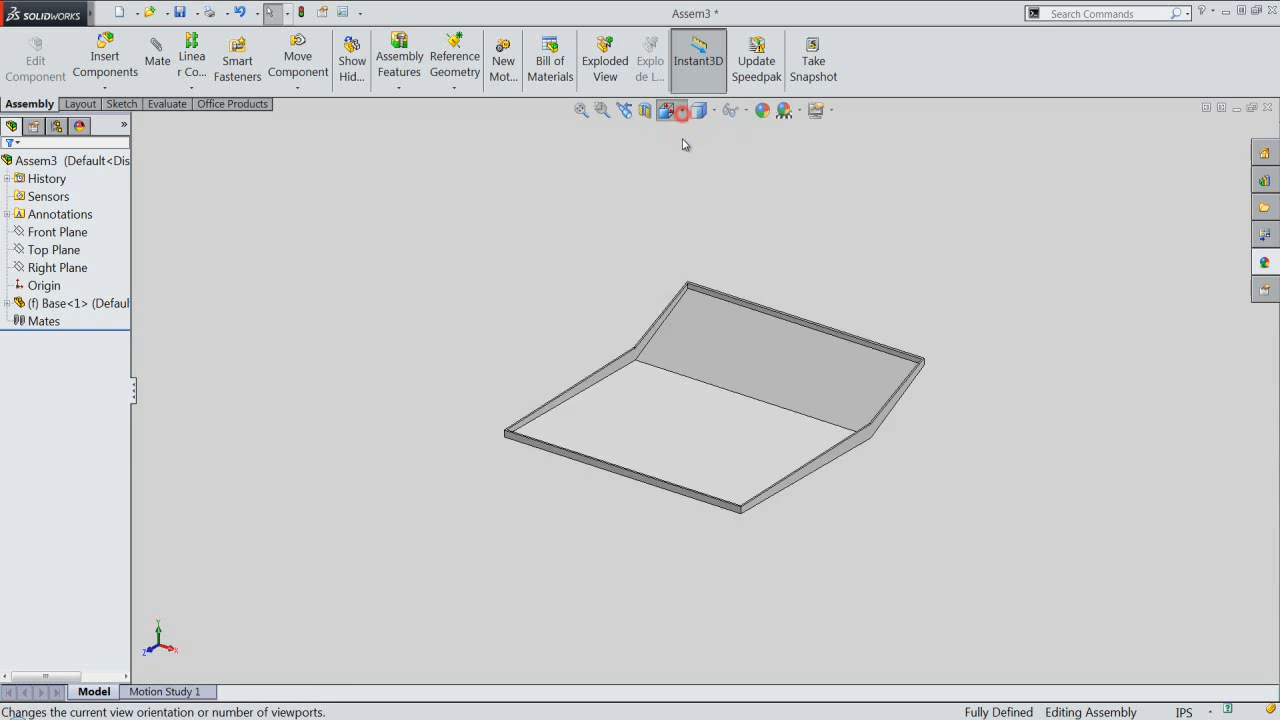 SOLIDWORKS
Assem3 *
Search Commands
Edit
Component
Insert
Components
Mate
Linea
r Co...
Smart
Fasteners
Move
Component
Show
Hid...
Assembly
Features
Reference
Geometry
New
Mot...
Bill of
Materials
Exploded
View
Explo
de L...
Instant3D
Update
Speedpak
Take
Snapshot
Assembly
Layout
Sketch
Evaluate
Office Products
Assem3 (Default<Dis
History
Sensors
Annotations
Front Plane
Top Plane
Right Plane
Origin
(f) Base<1> (Defaul
Mates
Y
Z
X
Model
Motion Study 1
Changes the current view orientation or number of viewports.
Fully Defined
Editing Assembly
IPS